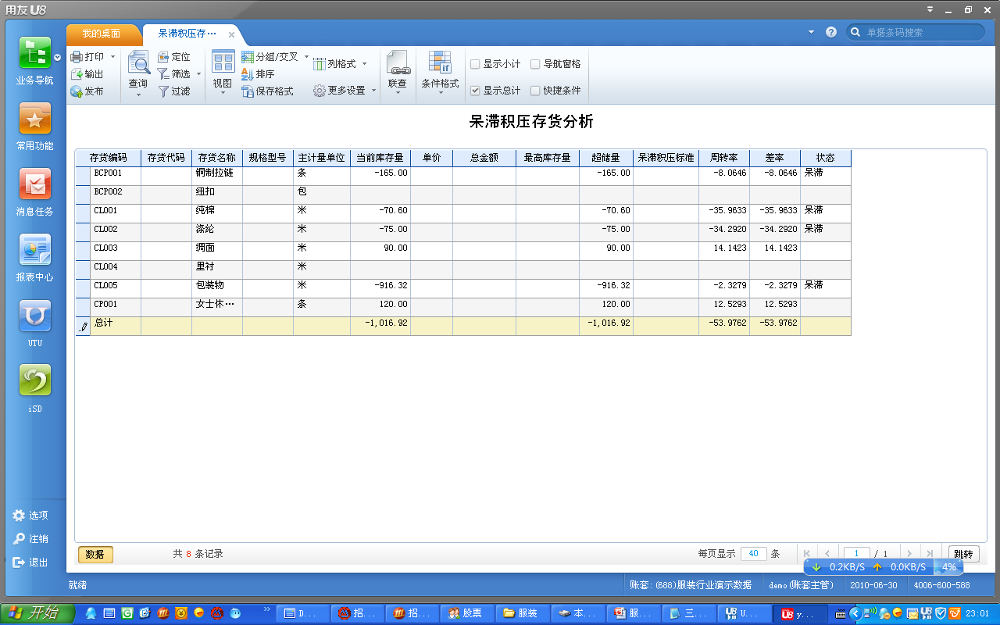 用友U8
我的桌面
呆滞积压存…
单据条码搜索
业务导航
常用功能
消息任务
报表中心
UTU
iSD
选项
注销
退出
打印
输出
发布
查询
定位
筛选
过滤
视图
分组/交叉
排序
保存格式
列格式
更多设置
联查
条件格式
显示小计
导航窗格
显示总计
快捷条件
呆滞积压存货分析
存货编码 存货代码 存货名称 规格型号 主计量单位 当前库存量 单价 总金额 最高库存量 超储量 呆滞积压标准 周转率 差率 状态
BCP001 铜制拉链 条 -165.00 -165.00 -8.0646 -8.0646 呆滞
BCP002 纽扣 包
CL001 纯棉 米 -70.60 -70.60 -35.9633 -35.9633 呆滞
CL002 涤纶 米 -75.00 -75.00 -34.2920 -34.2920 呆滞
CL003 绸面 米 90.00 90.00 14.1423 14.1423
CL004 里衬 米
CL005 包装物 米 -916.32 -916.32 -2.3279 -2.3279 呆滞
CP001 女士休… 条 120.00 120.00 12.5293 12.5293
总计 -1,016.92 -1,016.92 -53.9762 -53.9762
数据 共 8 条记录 每页显示 40 条 1 / 1 跳转
0.2KB/S 0.0KB/S 4%
就绪 账套:(688)服装行业演示数据 demo(账套主管) 2010-06-30 4006-600-588
开始 D... 招... 招... 股票 服装 本... 服... 三... U... y... 23:01